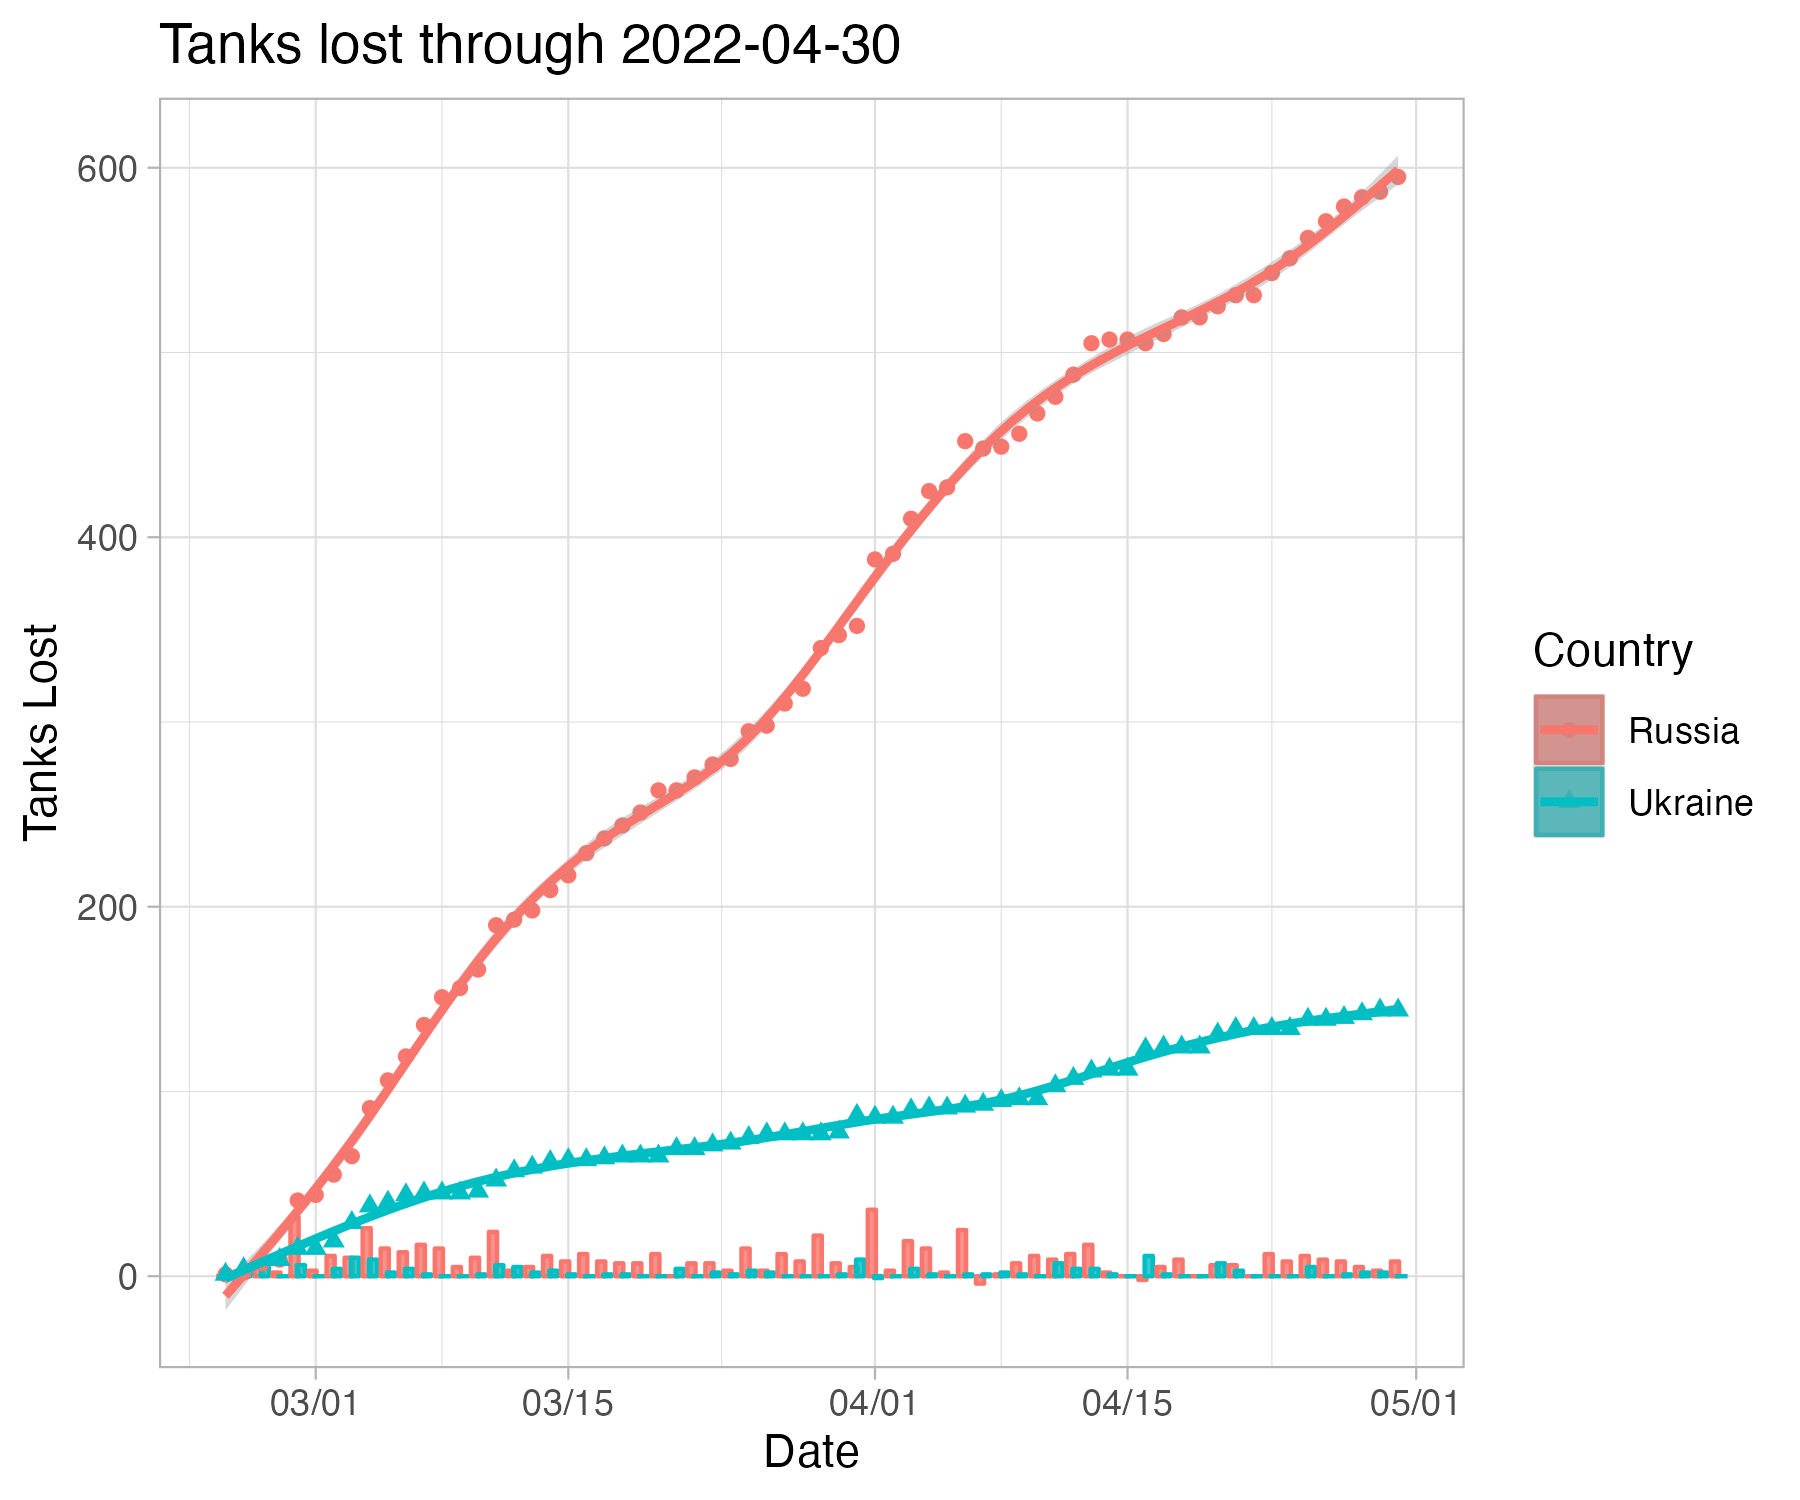 Tanks lost through 2022-04-30
600
400
200
0
Tanks Lost
03/01
03/15
04/01
04/15
05/01
Date
Country
Russia
Ukraine